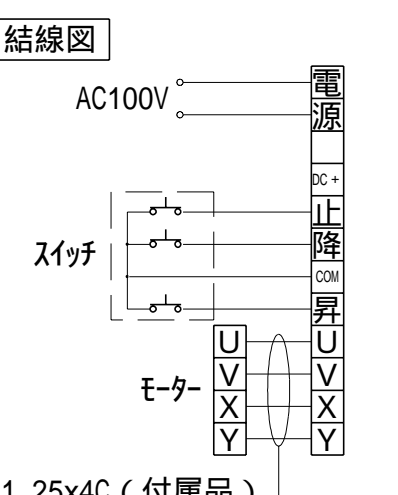 結線図
AC100V
電
源
DC +
止
降
COM
昇
U
V
X
Y
スイッチ
モーター
U
V
X
Y
1.25x4C(付属品)